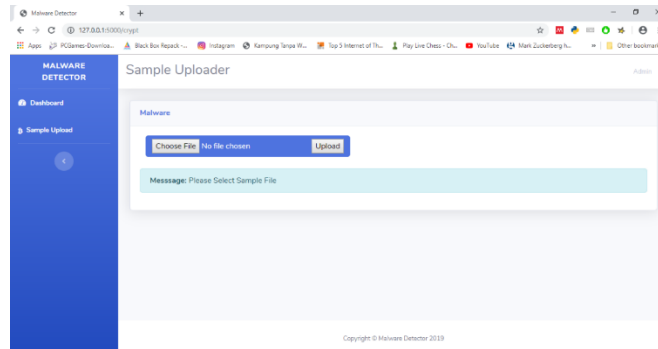 Malware Detector
127.0.0.1:5000/crypt
Apps PCGames-Downloa... Black Box Repack -... Instagram Kampung Tanpa W... Top 5 Internet of Th... Play Live Chess - Ch... YouTube Mark Zuckerberg h... » Other bookmar
MALWARE
DETECTOR
Sample Uploader
Admin
Dashboard
Sample Upload
Malware
Choose File No file chosen Upload
Messsage: Please Select Sample File
Copyright © Malware Detector 2019